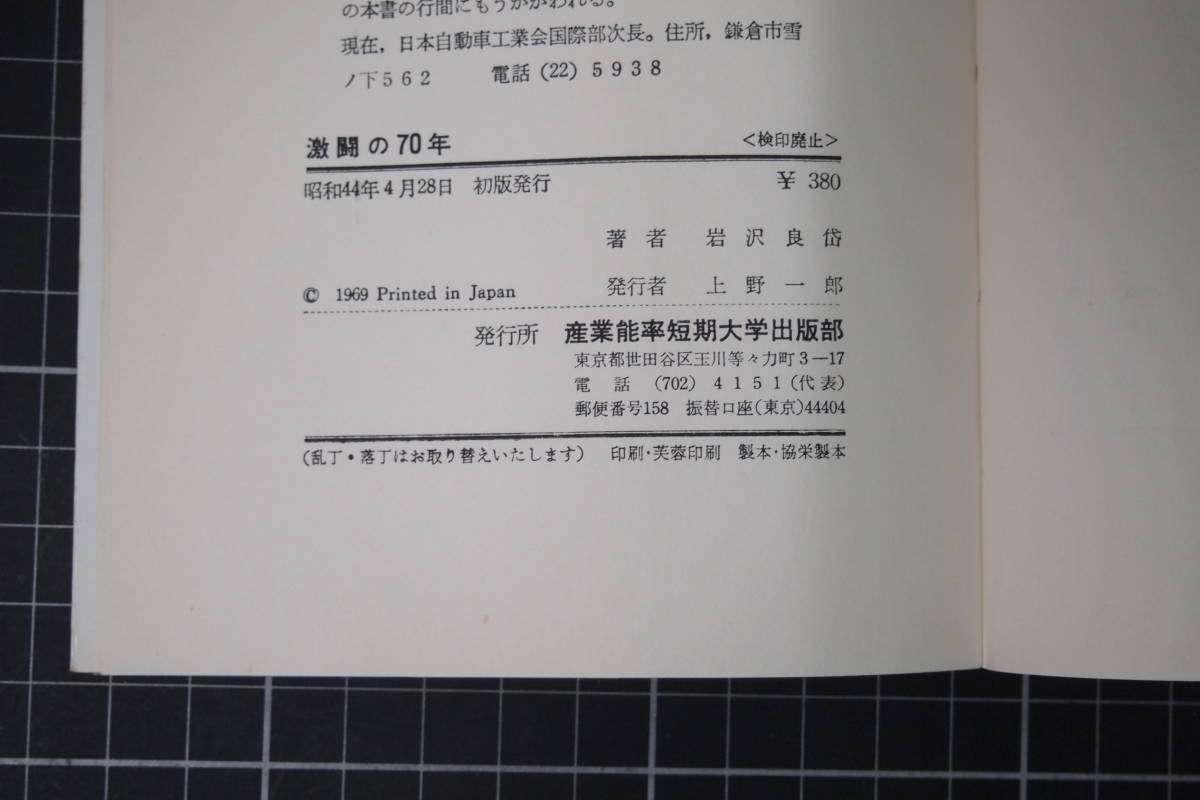 の本書の行間にもうかがわれる。
現在，日本自動車工業会国際部次長。住所，鎌倉市雪
ノ下５６２　電話（22）５９３８
激闘の70年　＜検印廃止＞
昭和44年４月28日　初版発行　￥380
著者　岩沢良岱
© 1969 Printed in Japan　発行者　上野一郎
発行所　産業能率短期大学出版部
東京都世田谷区玉川等々力町３―17
電話（702）４１５１（代表）
郵便番号158　振替口座（東京）44404
（乱丁・落丁はお取り替えいたします）　印刷・芙蓉印刷　製本・協栄製本